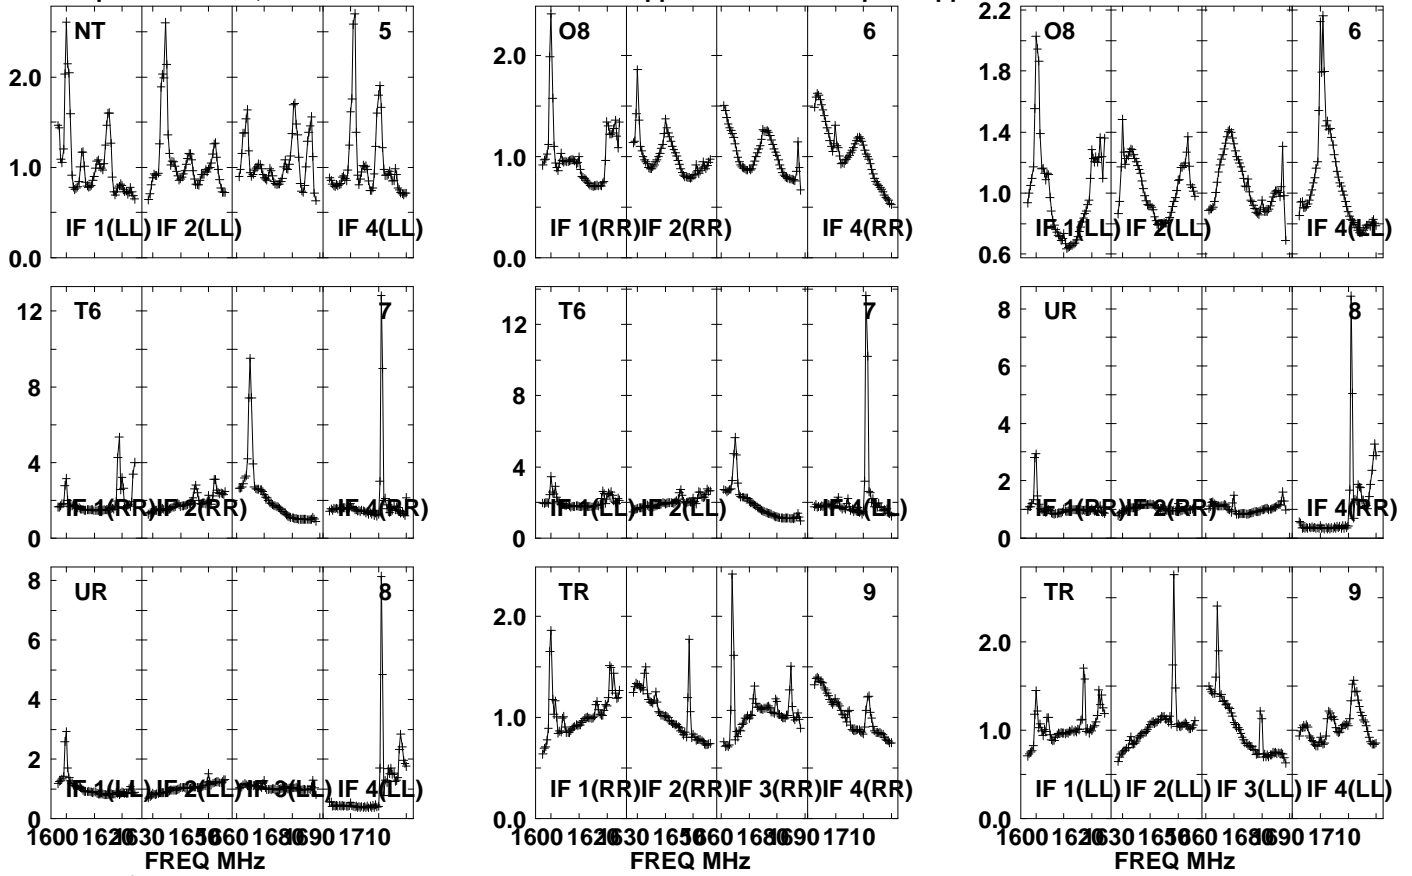 NT 5 O8 6 O8 6
2.0 2.0 2.2
1.8
1.0 1.0 1.4
1.0
IF 1(LL) IF 2(LL) IF 4(LL) IF 1(RR) IF 2(RR) IF 4(RR) IF 1(LL) IF 2(LL) IF 4(LL)
0.0 0.0 0.6
T6 7 T6 7 UR 8
12 12 8
8 8 6
4 4 4
2
IF 1(RR) IF 2(RR) IF 4(RR) IF 1(LL) IF 2(LL) IF 4(LL) IF 1(RR) IF 2(RR) IF 4(RR)
0 0 0
UR 8 TR 9 TR 9
8 2.0 2.0
6
4 1.0 1.0
2
IF 1(LL) IF 2(LL) IF 3(LL) IF 4(LL) IF 1(RR) IF 2(RR) IF 3(RR) IF 4(RR) IF 1(LL) IF 2(LL) IF 3(LL) IF 4(LL)
0 0.0 0.0
1600 1620 1630 1650 1660 1680 1690 1710 1600 1620 1630 1650 1660 1680 1690 1710 1600 1620 1630 1650 1660 1680 1690 1710
FREQ MHz FREQ MHz FREQ MHz